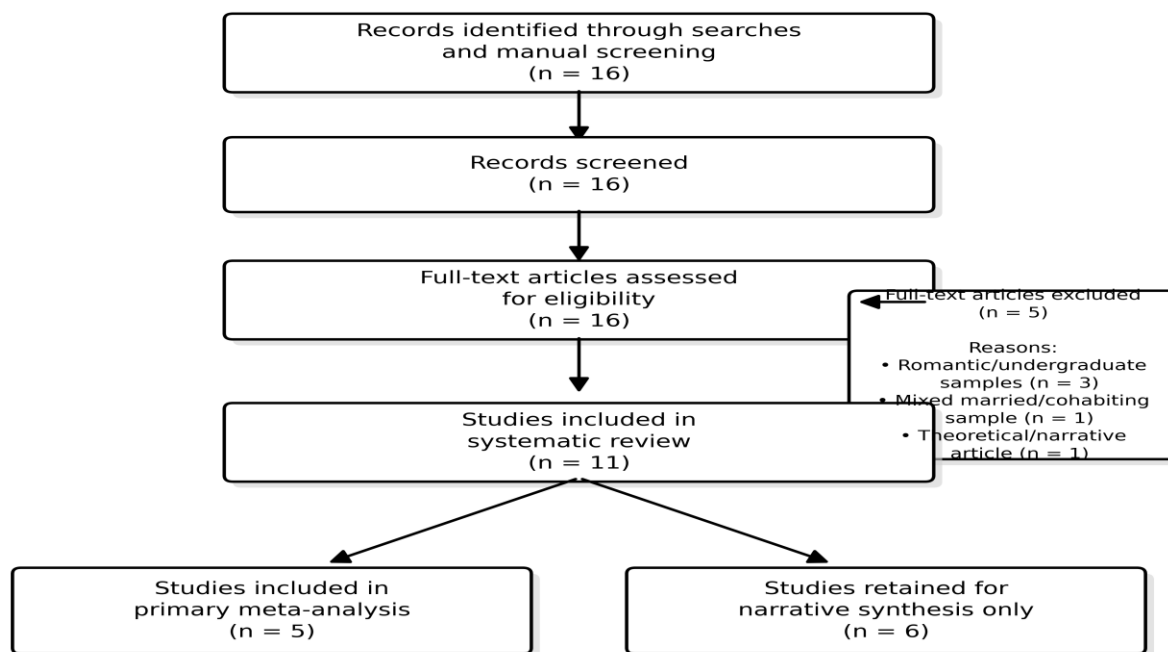 Records identified through searches
and manual screening
(n = 16)
Records screened
(n = 16)
Full-text articles assessed
for eligibility
(n = 16)
Full-text articles excluded
(n = 5)
Reasons:
• Romantic/undergraduate
samples (n = 3)
• Mixed married/cohabiting
sample (n = 1)
• Theoretical/narrative
article (n = 1)
Studies included in
systematic review
(n = 11)
Studies included in
primary meta-analysis
(n = 5)
Studies retained for
narrative synthesis only
(n = 6)